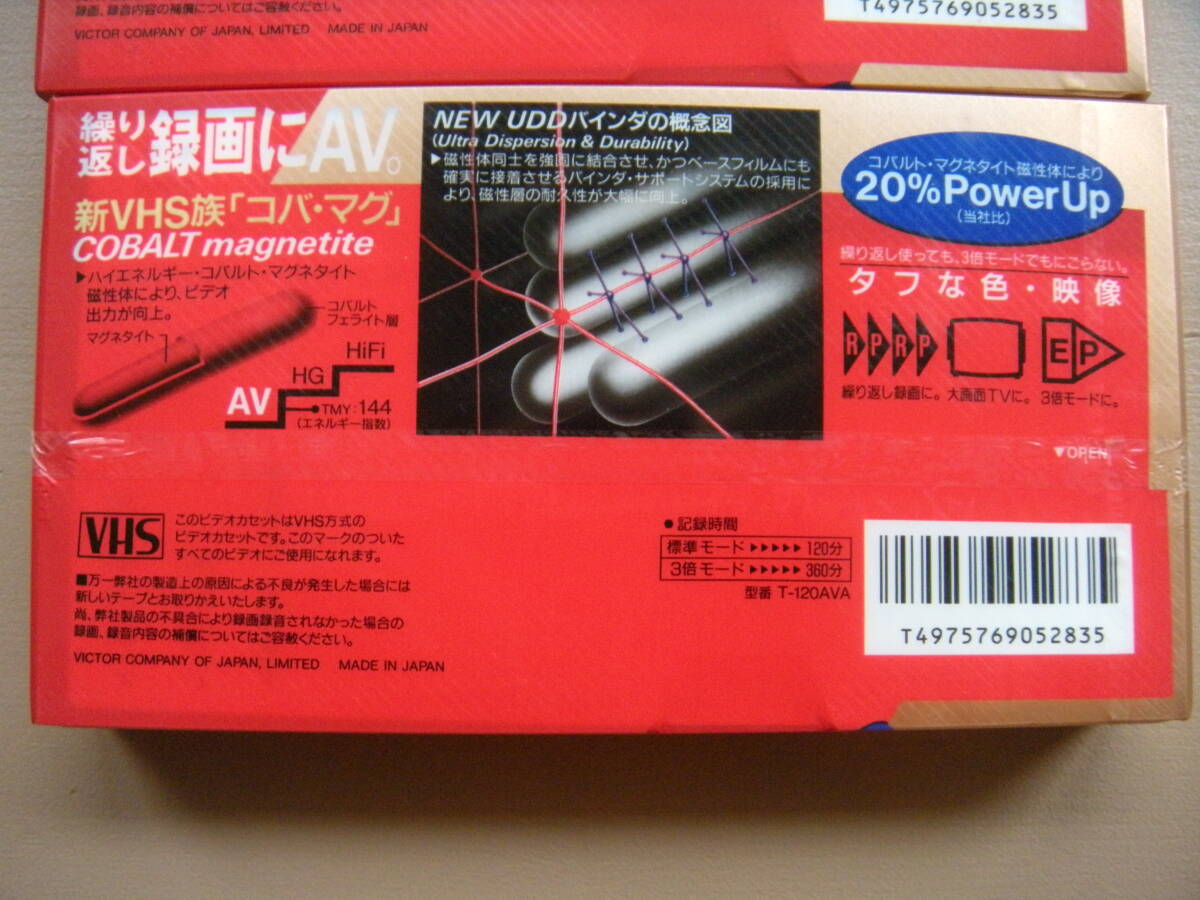 録画、録音内容の補償についてはご容赦ください。
VICTOR COMPANY OF JAPAN, LIMITED MADE IN JAPAN
T4975769052835
繰り返し録画にAV。
新VHS族「コバ・マグ」
COBALT magnetite
▶ハイエネルギー・コバルト・マグネタイト
磁性体により、ビデオ
出力が向上。
コバルト
フェライト層
マグネタイト
HiFi
HG
AV
TMY:144
(エネルギー指数)
NEW UDDバインダの概念図
(Ultra Dispersion & Durability)
▶磁性体同士を強固に結合させ、かつベースフィルムにも
確実に接着させるバインダ・サポートシステムの採用に
より、磁性層の耐久性が大幅に向上。
コバルト・マグネタイト磁性体により
20%PowerUp
(当社比)
繰り返し使っても、3倍モードでもにごらない。
タフな色・映像
RPRP
EP
繰り返し録画に。 大画面TVに。 3倍モードに。
▼OPEN
VHS
このビデオカセットはVHS方式の
ビデオカセットです。このマークのついた
すべてのビデオにご使用になれます。
■万一弊社の製造上の原因による不良が発生した場合には
新しいテープとお取りかえいたします。
尚、弊社製品の不具合により録画録音されなかった場合の
録画、録音内容の補償についてはご容赦ください。
VICTOR COMPANY OF JAPAN, LIMITED MADE IN JAPAN
●記録時間
標準モード ▶▶▶▶▶ 120分
3倍モード ▶▶▶▶▶ 360分
型番 T-120AVA
T4975769052835